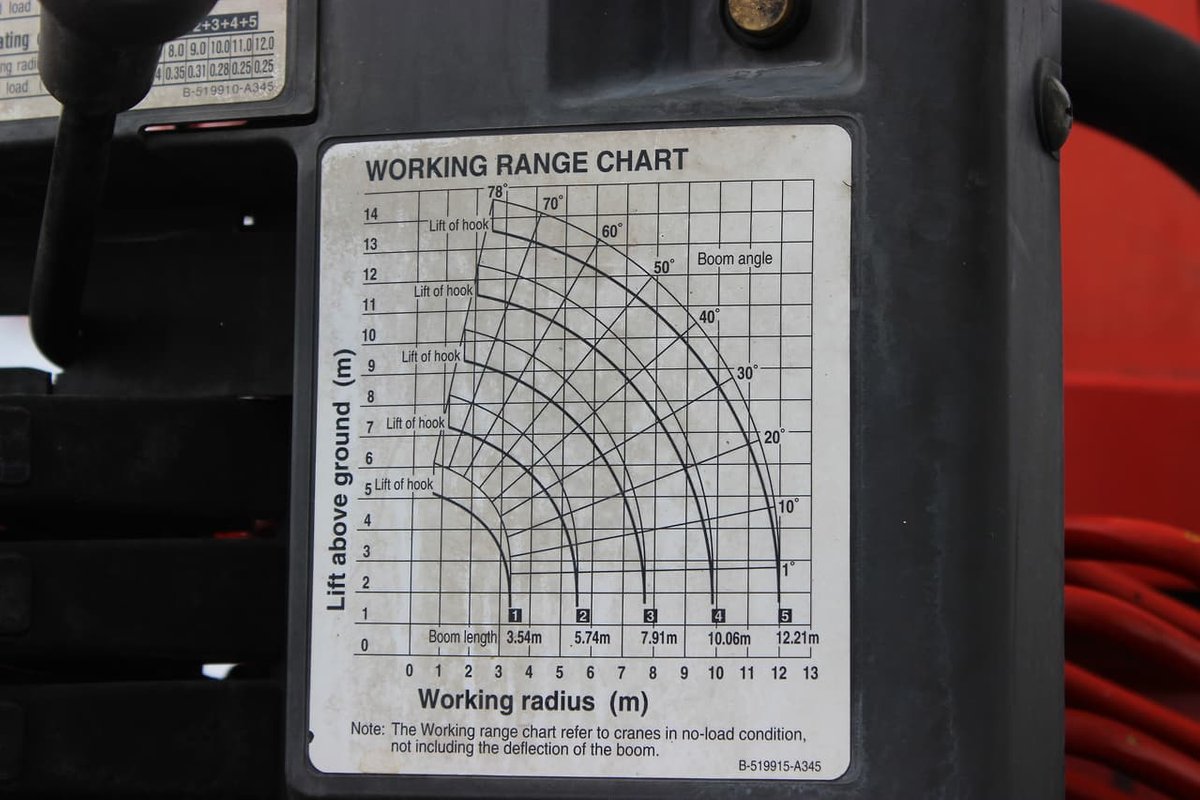 load
2+3+4+5
ating
8.0 9.0 10.0 11.0 12.0
ng radi
4 0.35 0.31 0.28 0.25 0.25
load
B-519910-A345
WORKING RANGE CHART
78°
70°
14
Lift of hook
60°
13
50°
Boom angle
12
Lift of hook
11
40°
10
Lift of hook
9
30°
8
7
Lift of hook
20°
6
5
Lift of hook
10°
4
3
1°
2
1
1 2 3 4 5
Boom length 3.54m 5.74m 7.91m 10.06m 12.21m
0
0 1 2 3 4 5 6 7 8 9 10 11 12 13
Lift above ground (m)
Working radius (m)
Note: The Working range chart refer to cranes in no-load condition,
not including the deflection of the boom.
B-519915-A345